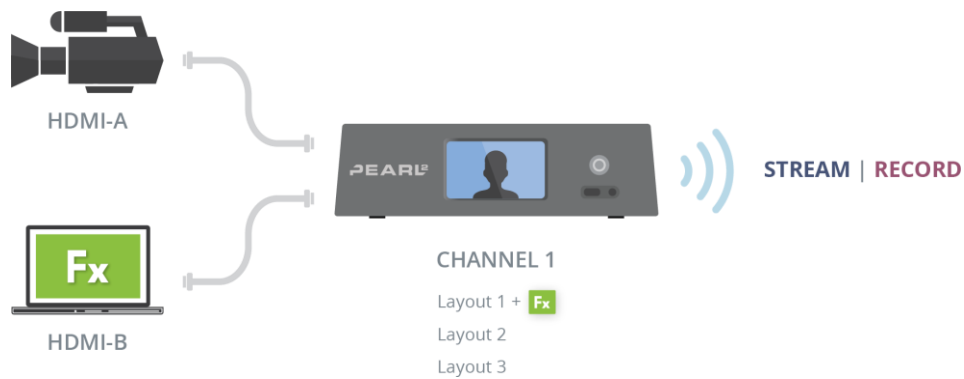 HDMI-A
PEARL2
STREAM | RECORD
Fx
HDMI-B
CHANNEL 1
Layout 1 + Fx
Layout 2
Layout 3